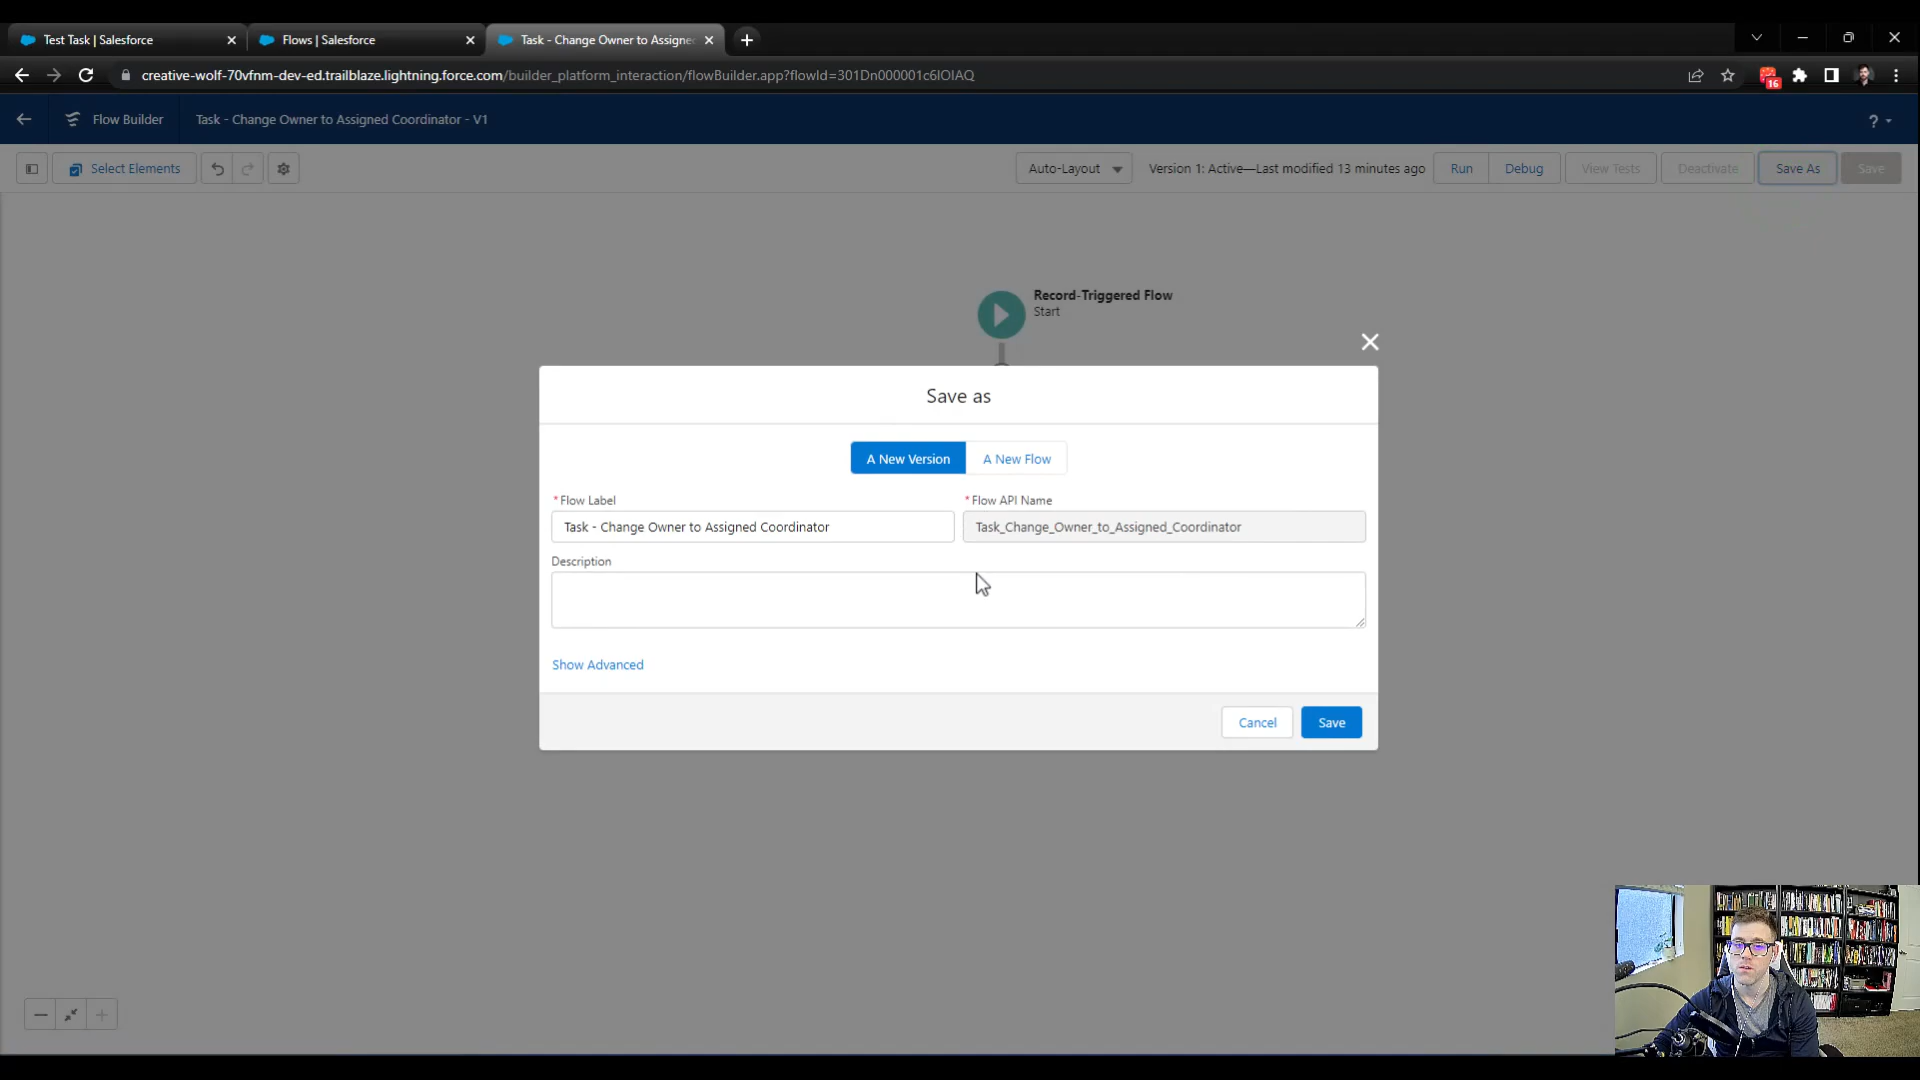 Test Task | Salesforce
Flows | Salesforce
Task - Change Owner to Assigne
creative-wolf-70vfnm-dev-ed.trailblaze.lightning.force.com/builder_platform_interaction/flowBuilder.app?flowId=301Dn000001c6IOIAQ
16
Flow Builder
Task - Change Owner to Assigned Coordinator - V1
?
Select Elements
Auto-Layout
Version 1: Active—Last modified 13 minutes ago
Run
Debug
View Tests
Deactivate
Save As
Save
Record-Triggered Flow
Start
Save as
A New Version
A New Flow
* Flow Label
* Flow API Name
Task - Change Owner to Assigned Coordinator
Task_Change_Owner_to_Assigned_Coordinator
Description
Show Advanced
Cancel
Save